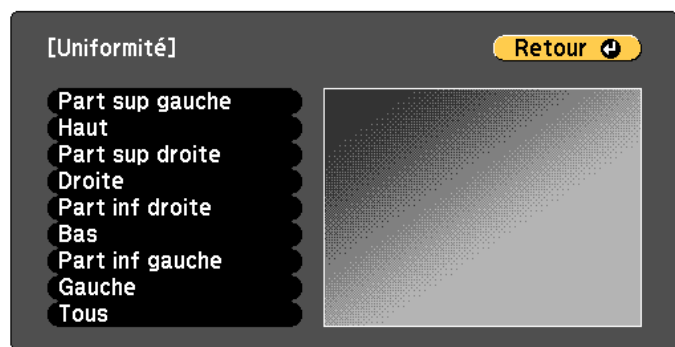 [Uniformité]
Retour
Part sup gauche
Haut
Part sup droite
Droite
Part inf droite
Bas
Part inf gauche
Gauche
Tous